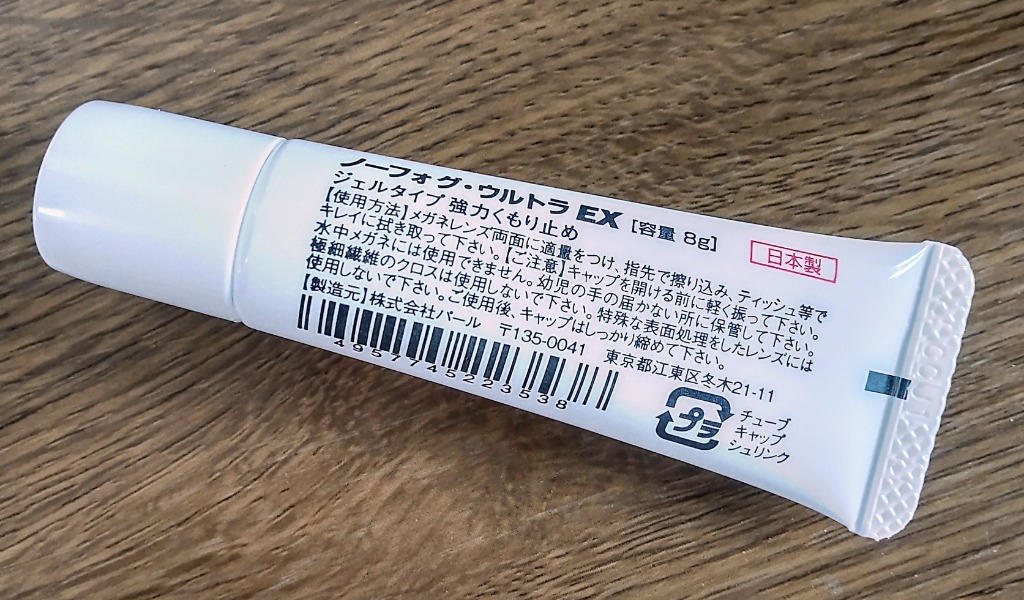 ノーフォグ・ウルトラ EX [容量 8g]
日本製
ジェルタイプ 強力くもり止め
【使用方法】メガネレンズ両面に適量をつけ、指先で擦り込み、ティッシュ等で
キレイに拭き取って下さい。【ご注意】キャップを開ける前に軽く振って下さい。
水中メガネには使用できません。幼児の手の届かない所に保管して下さい。
極細繊維のクロスは使用しないで下さい。特殊な表面処理をしたレンズには
使用しないで下さい。ご使用後、キャップはしっかり締めて下さい。
【製造元】株式会社パール 〒135-0041 東京都江東区冬木21-11
4957745223538
プラ
チューブ
キャップ
シュリンク